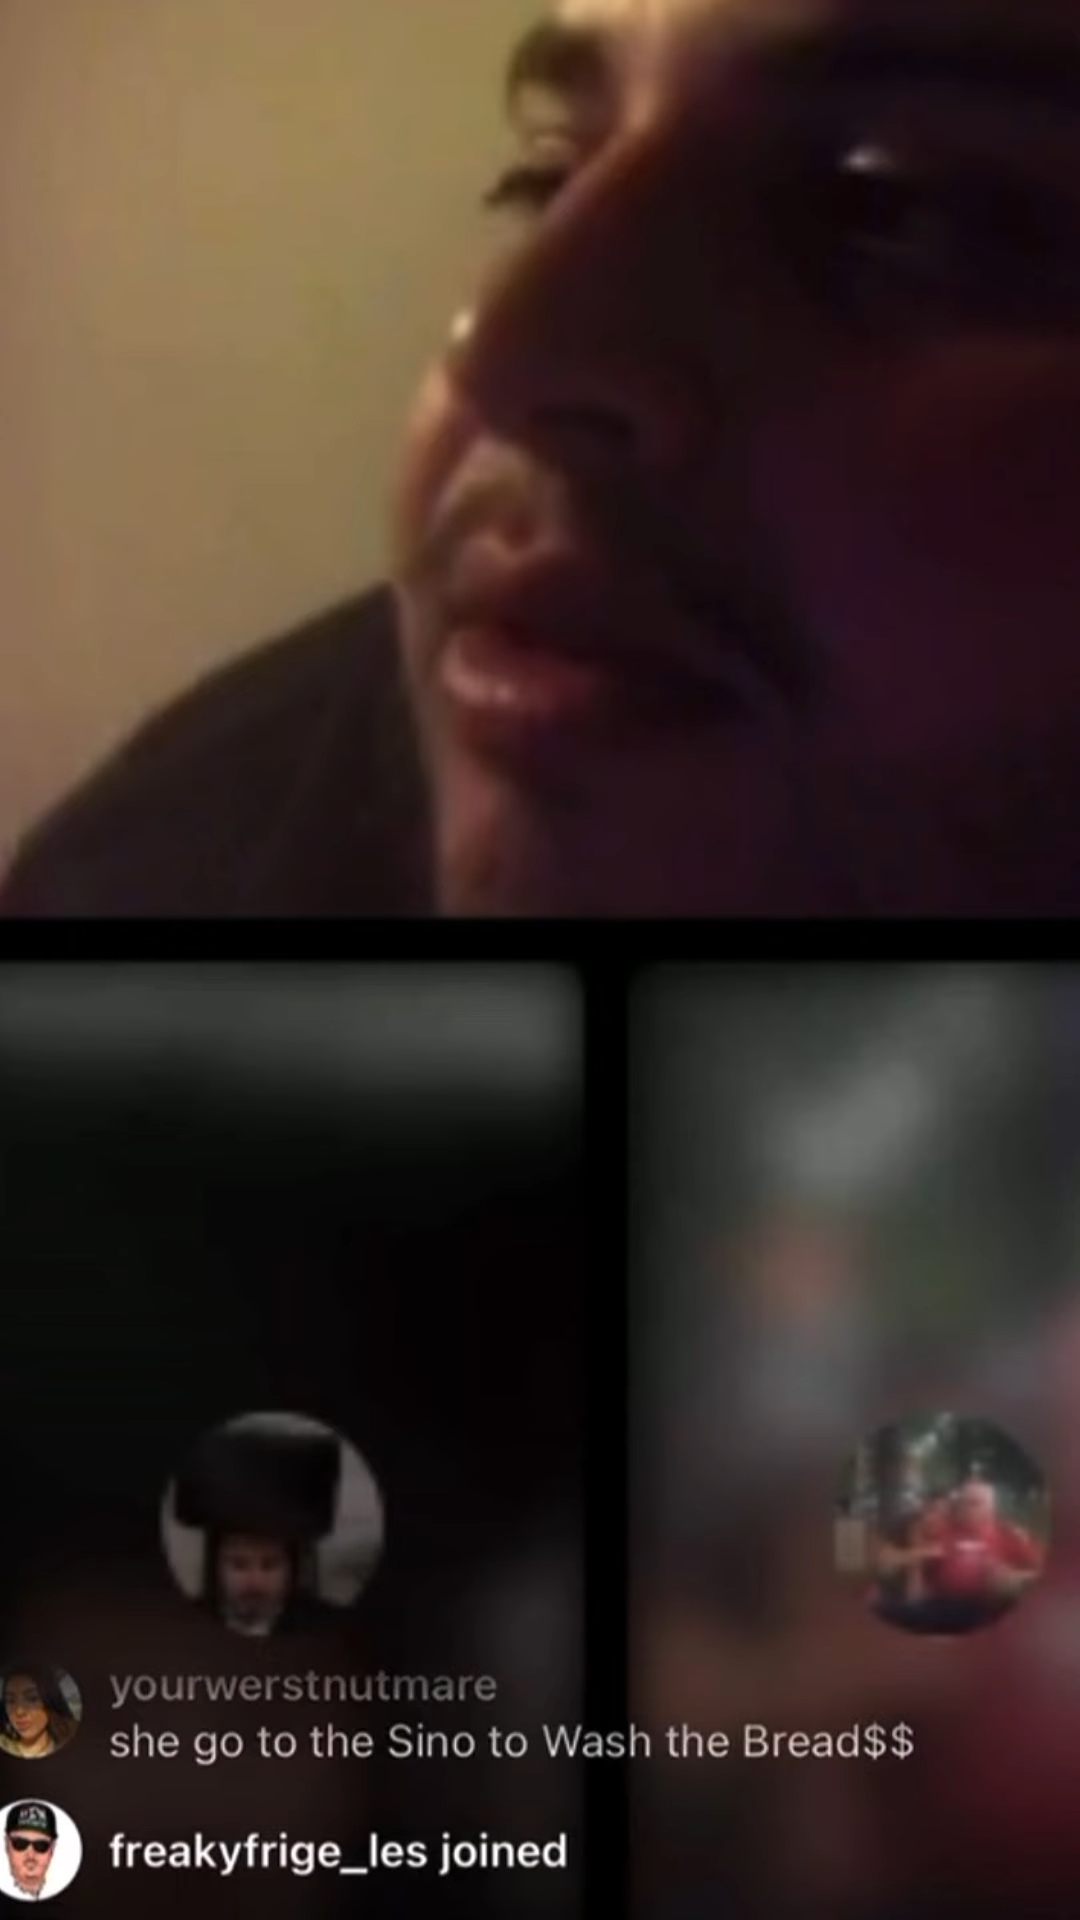 yourwerstnutmare
she go to the Sino to Wash the Bread$$
freakyfrige_les joined